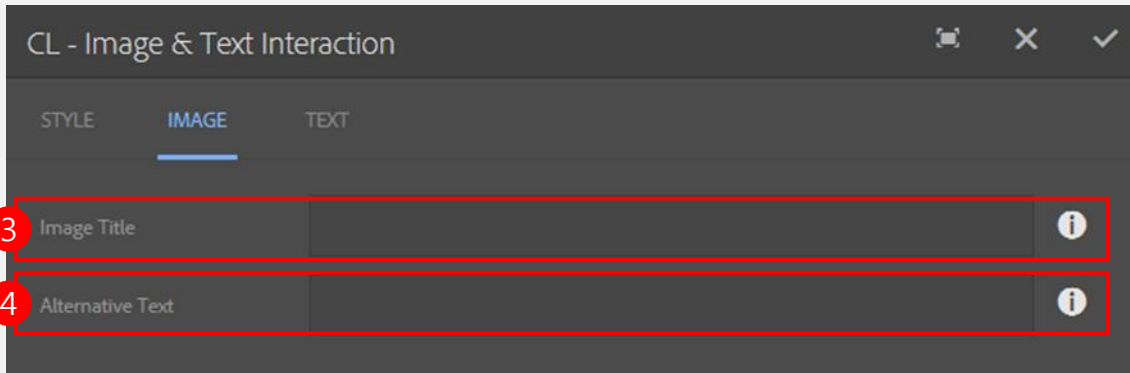 CL - Image & Text Interaction
STYLE IMAGE TEXT
3 Image Title
4 Alternative Text